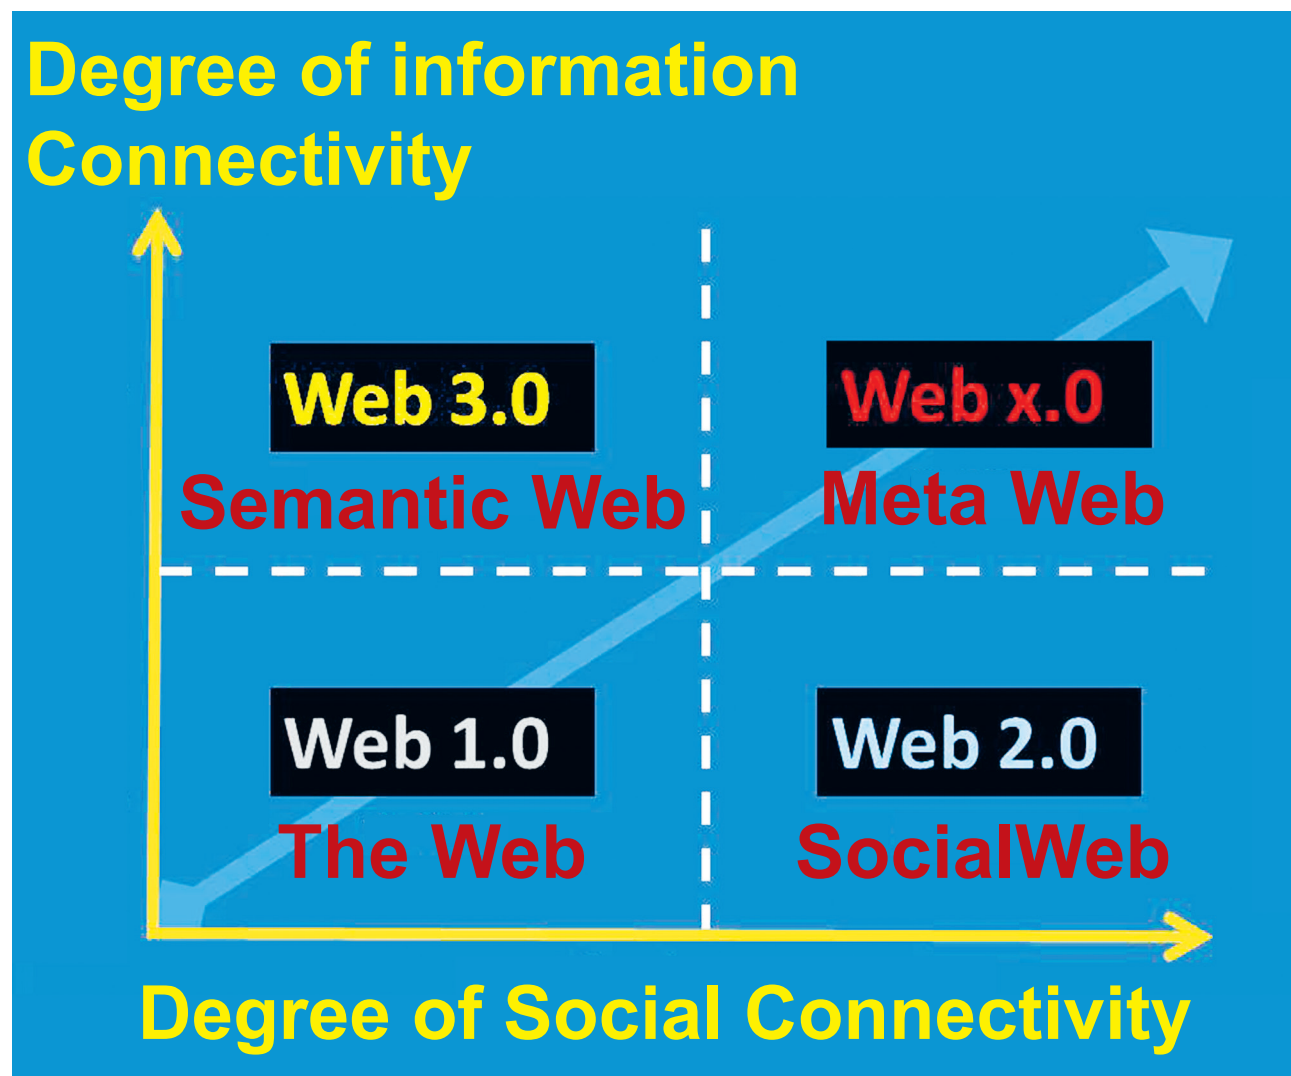 Degree of information
Connectivity
Web 3.0
Semantic Web
Web x.0
Meta Web
Web 1.0
The Web
Web 2.0
SocialWeb
Degree of Social Connectivity